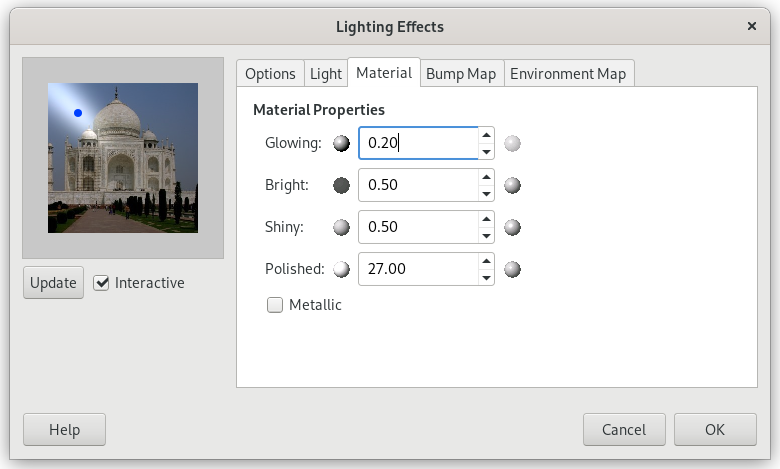 Lighting Effects
Options Light Material Bump Map Environment Map
Material Properties
Glowing: 0.20
Bright: 0.50
Shiny: 0.50
Polished: 27.00
Metallic
Update Interactive
Help Cancel OK